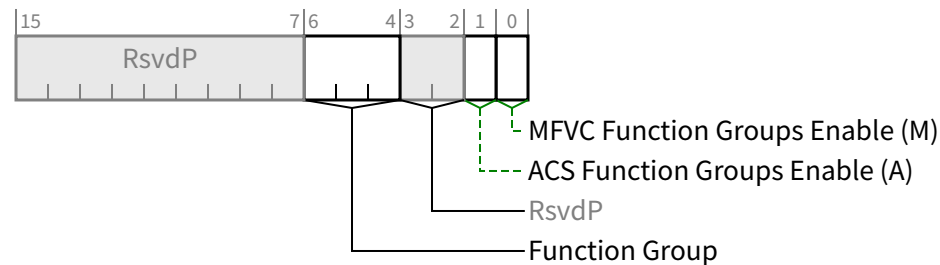 15 7 6 4 3 2 1 0
RsvdP
MFVC Function Groups Enable (M)
ACS Function Groups Enable (A)
RsvdP
Function Group